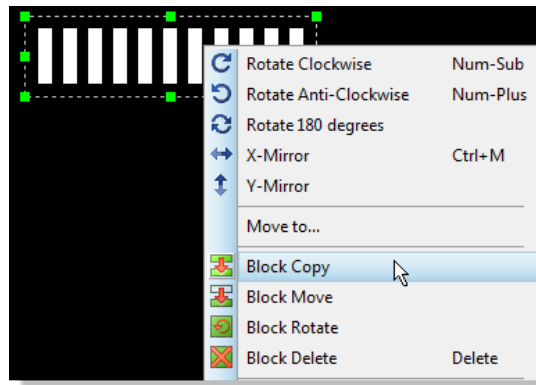 Rotate Clockwise Num-Sub
Rotate Anti-Clockwise Num-Plus
Rotate 180 degrees
X-Mirror Ctrl+M
Y-Mirror
Move to...
Block Copy
Block Move
Block Rotate
Block Delete Delete